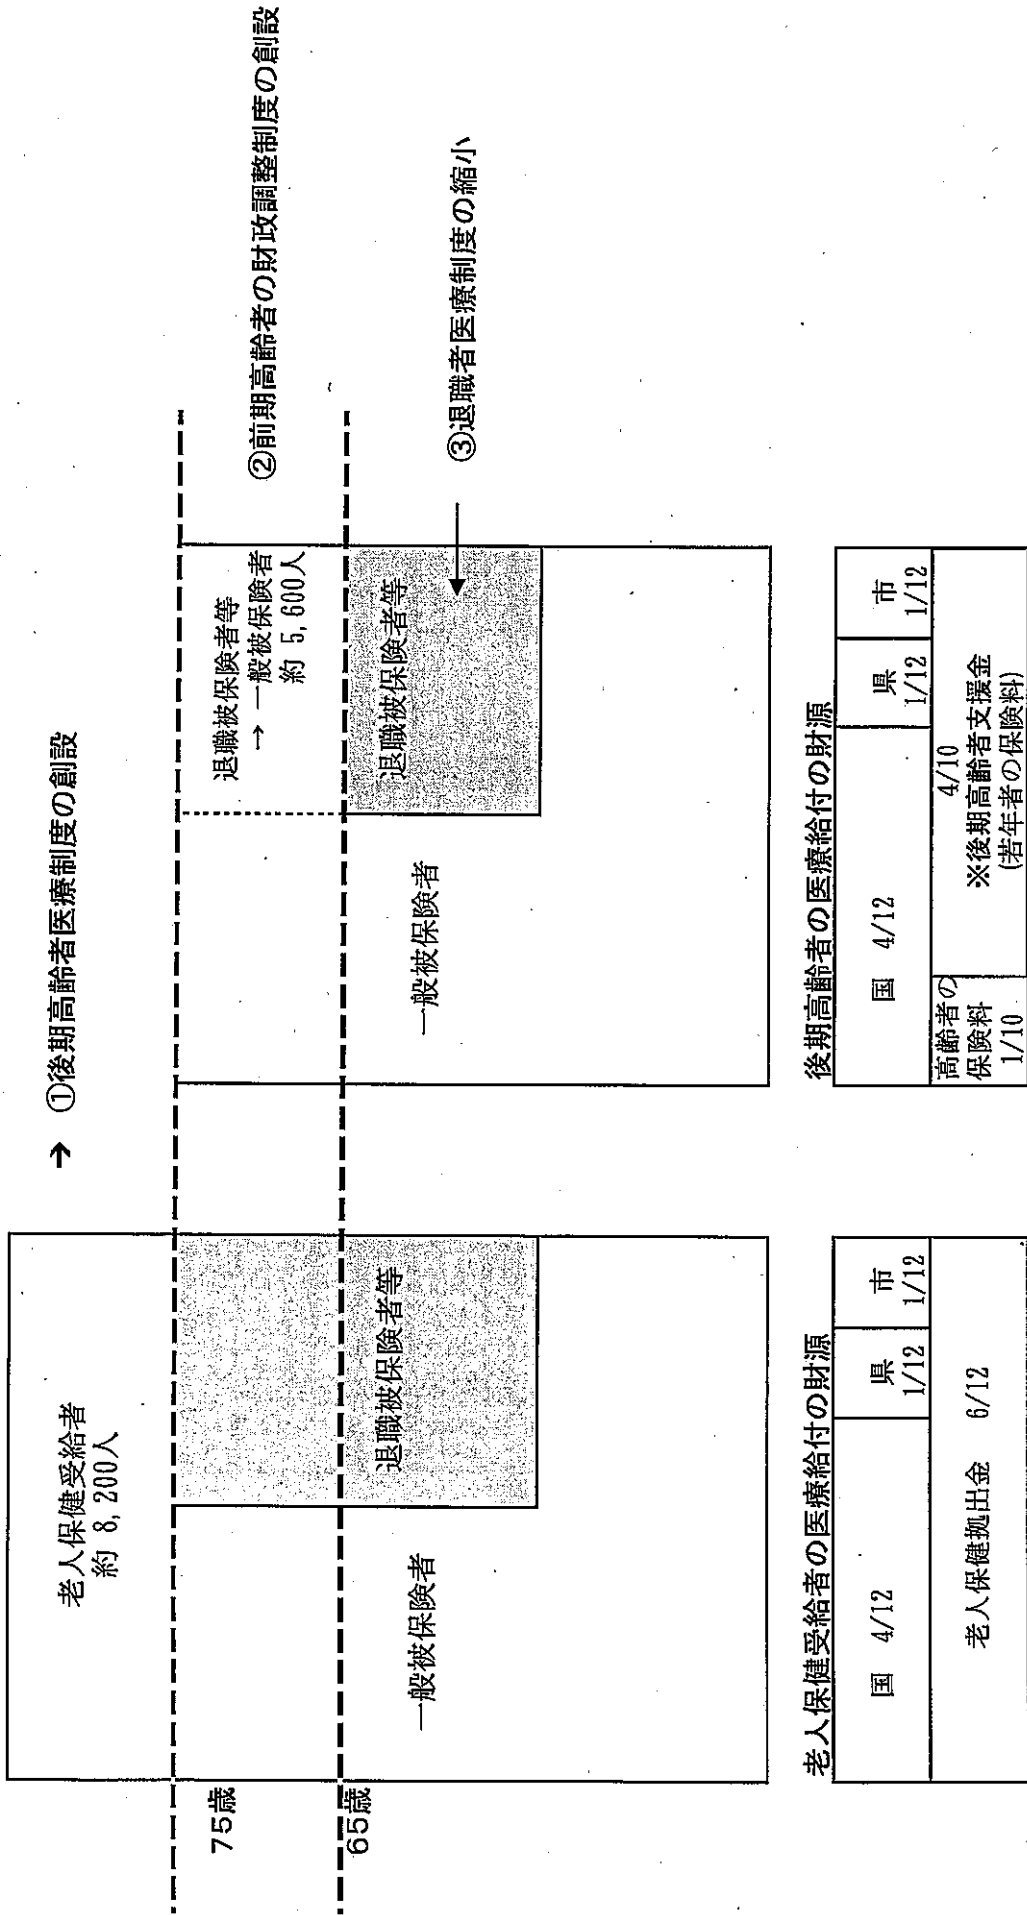 → ①後期高齢者医療制度の創設
老人保健受給者
約 8,200人
75歳
65歳
一般被保険者
退職被保険者等
退職被保険者等
→ 一般被保険者
約 5,600人
②前期高齢者の財政調整制度の創設
一般被保険者
退職被保険者等
③退職者医療制度の縮小
老人保健受給者の医療給付の財源
国 4/12
県
1/12
市
1/12
老人保健拠出金 6/12
後期高齢者の医療給付の財源
国 4/12
県
1/12
市
1/12
高齢者の
保険料
1/10
4/10
※後期高齢者支援金
(若年者の保険料)